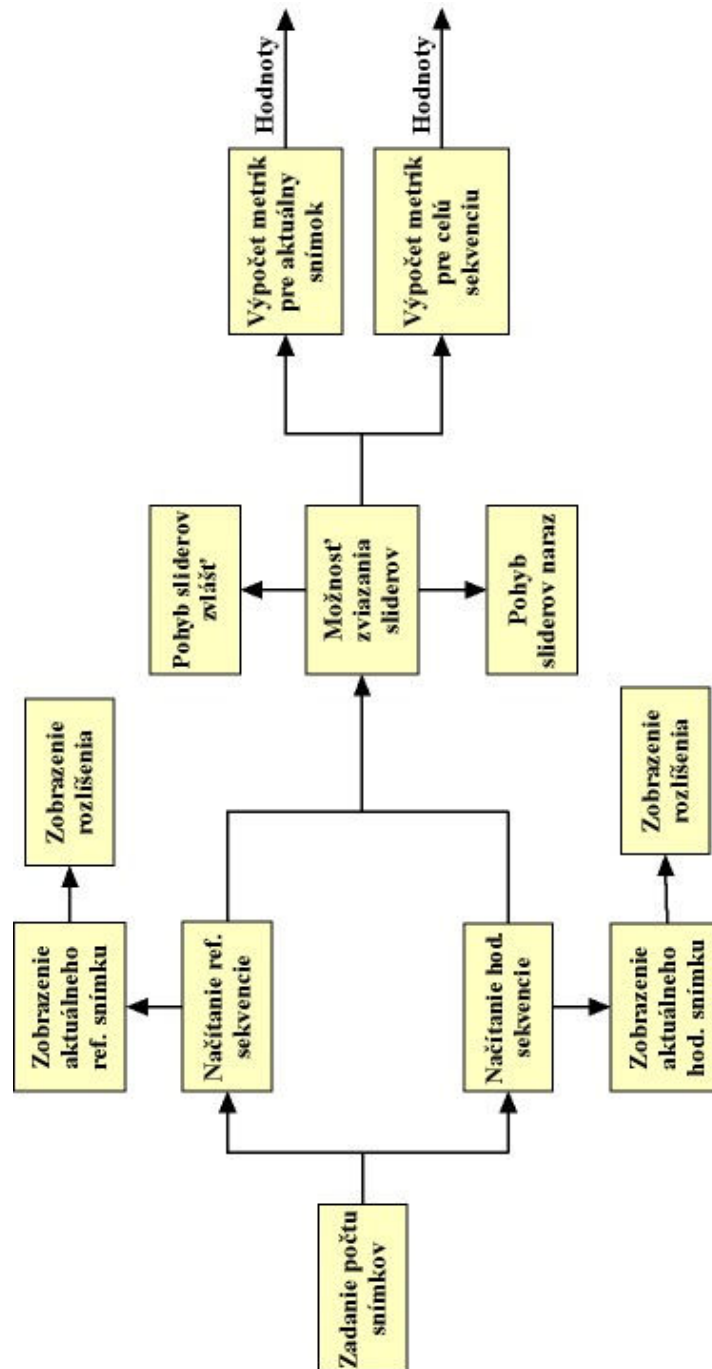 Zadanie počtu
snímkov
Zobrazenie
aktuálneho
ref. snímku
Zobrazenie
rozlíšenia
Načítanie ref.
sekvencie
Načítanie hod.
sekvencie
Zobrazenie
aktuálneho
hod. snímku
Zobrazenie
rozlíšenia
Pohyb sliderov
zvlášť
Možnosť
zviazania
sliderov
Pohyb
sliderov naraz
Výpočet metrík
pre aktuálny
snímok
Hodnoty
Výpočet metrík
pre celú
sekvenciu
Hodnoty